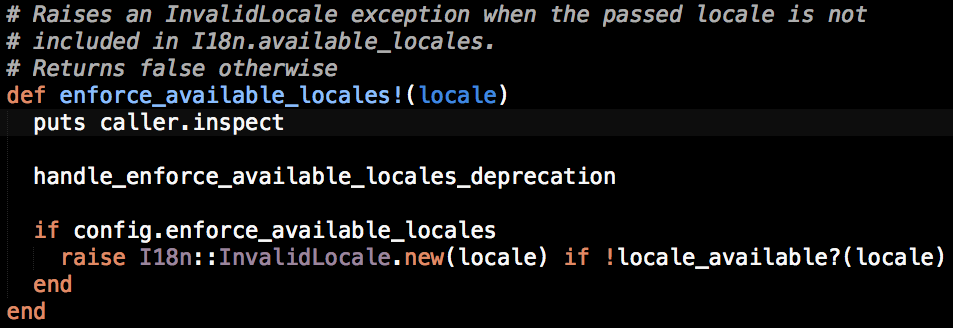 # Raises an InvalidLocale exception when the passed locale is not
# included in I18n.available_locales.
# Returns false otherwise
def enforce_available_locales!(locale)
  puts caller.inspect

  handle_enforce_available_locales_deprecation

  if config.enforce_available_locales
    raise I18n::InvalidLocale.new(locale) if !locale_available?(locale)
  end
end